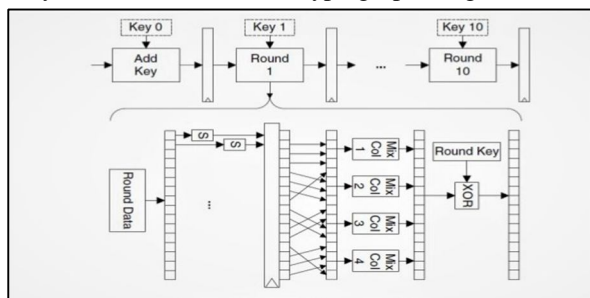 Key 0
Key 1
Key 10
Add
Key
Round
1
...
Round
10
Round Data
S
S
...
Mix
Col
1
Mix
Col
2
Mix
Col
3
Mix
Col
4
Round Key
XOR